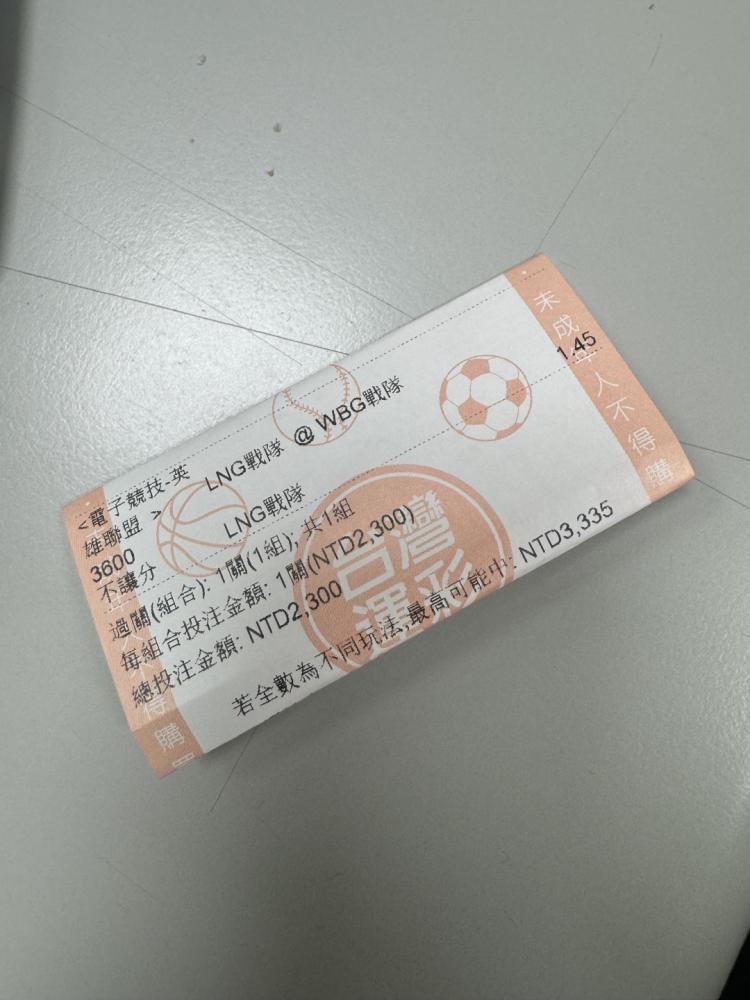 未成年人不得購
<電子競技-英
雄聯盟 >
LNG戰隊 @ WBG戰隊
3600
不讓分
LNG戰隊
1.45
過關(組合): 1關(1組); 共1組
每組合投注金額: 1關(NTD2,300)
總投注金額: NTD2,300
若全數為不同玩法,最高可能中: NTD3,335
台灣
運彩
得購